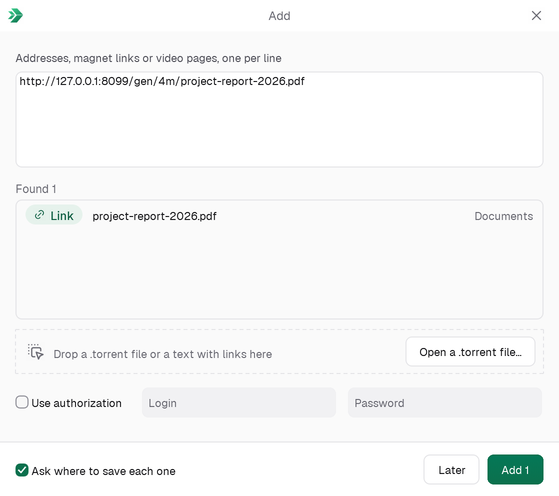 Add
Addresses, magnet links or video pages, one per line
http://127.0.0.1:8099/gen/4m/project-report-2026.pdf
Found 1
Link project-report-2026.pdf Documents
Drop a .torrent file or a text with links here Open a .torrent file...
Use authorization Login Password
Ask where to save each one Later Add 1